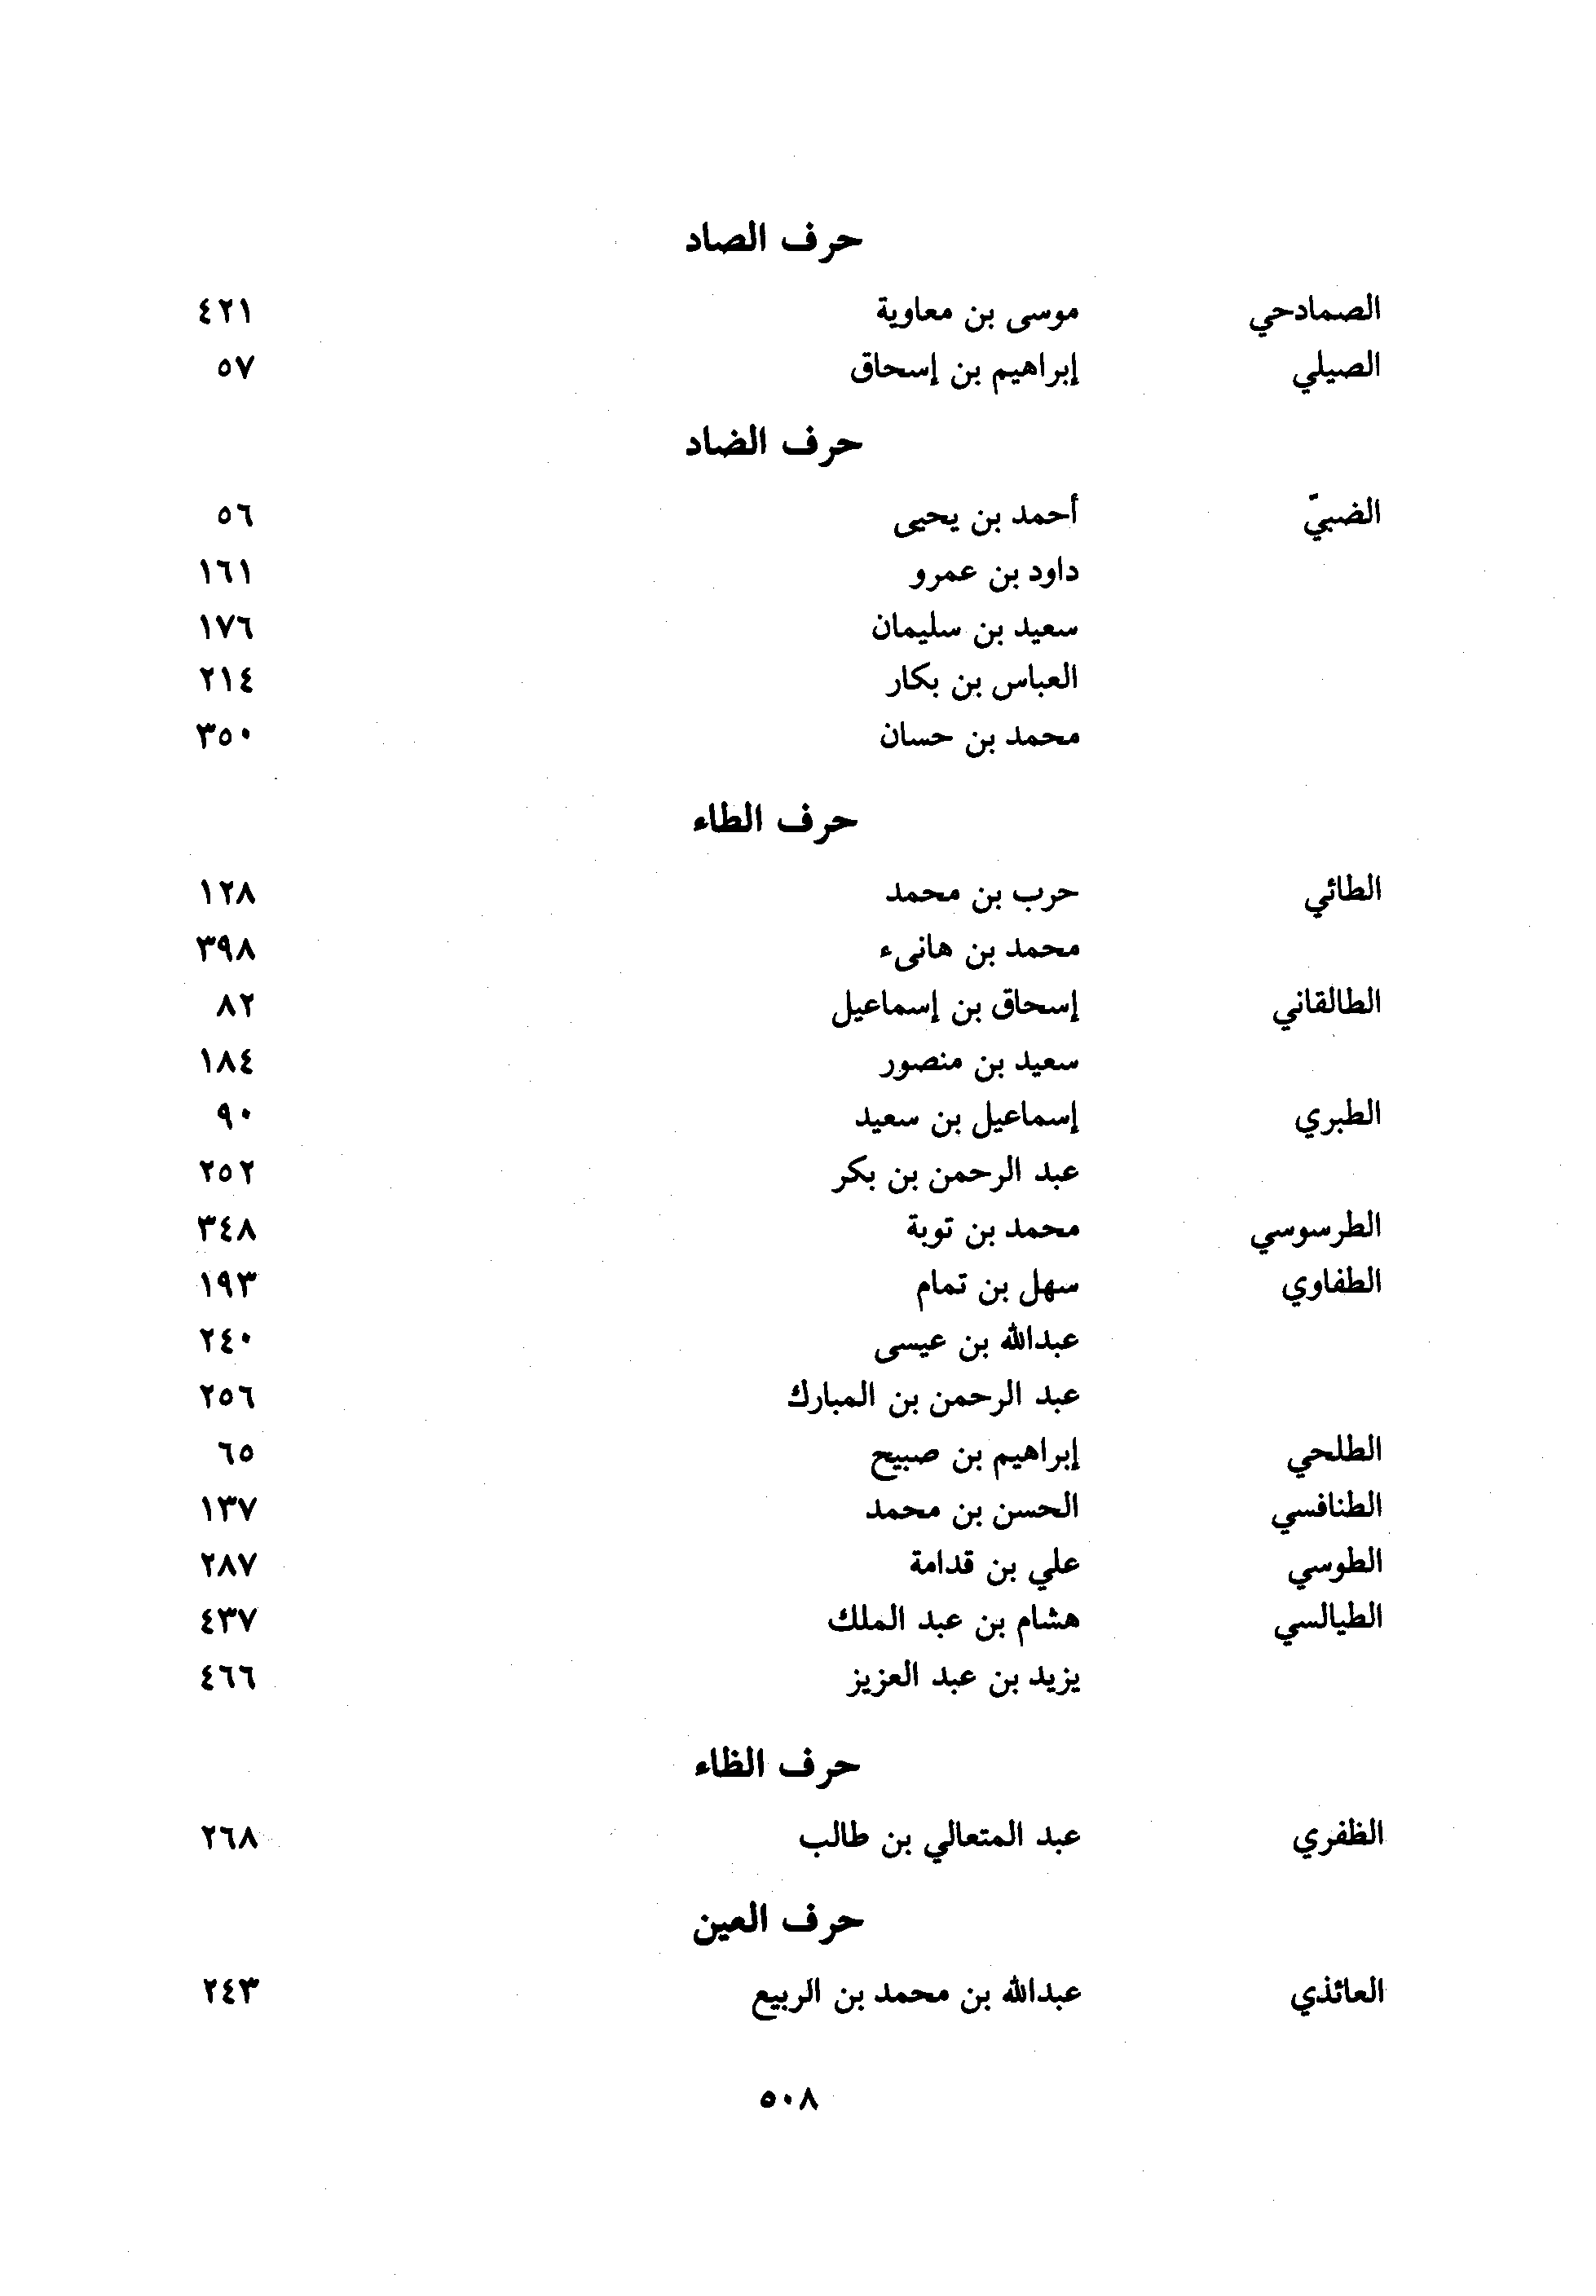 حرف الصاد
الصمادحي موسى بن معاوية ٤٢١
الصيلي إبراهيم بن إسحاق ٥٧
حرف الضاد
الضبيّ أحمد بن يحيى ٥٦
داود بن عمرو ١٦١
سعيد بن سليمان ١٧٦
العباس بن بكار ٢١٤
محمد بن حسان ٣٥٠
حرف الطاء
الطائي حرب بن محمد ١٢٨
محمد بن هانىء ٣٩٨
الطالقاني إسحاق بن إسماعيل ٨٢
سعيد بن منصور ١٨٤
الطبري إسماعيل بن سعيد ٩٠
عبد الرحمن بن بكر ٢٥٢
الطرسوسي محمد بن توبة ٣٤٨
الطفاوي سهل بن تمام ١٩٣
عبدالله بن عيسى ٢٤٠
عبد الرحمن بن المبارك ٢٥٦
الطلحي إبراهيم بن صبيح ٦٥
الطنافسي الحسن بن محمد ١٣٧
الطوسي علي بن قدامة ٢٨٧
الطيالسي هشام بن عبد الملك ٤٣٧
يزيد بن عبد العزيز ٤٦٦
حرف الظاء
الظفري عبد المتعالي بن طالب ٢٦٨
حرف العين
العائذي عبدالله بن محمد بن الربيع ٢٤٣
٥٠٨